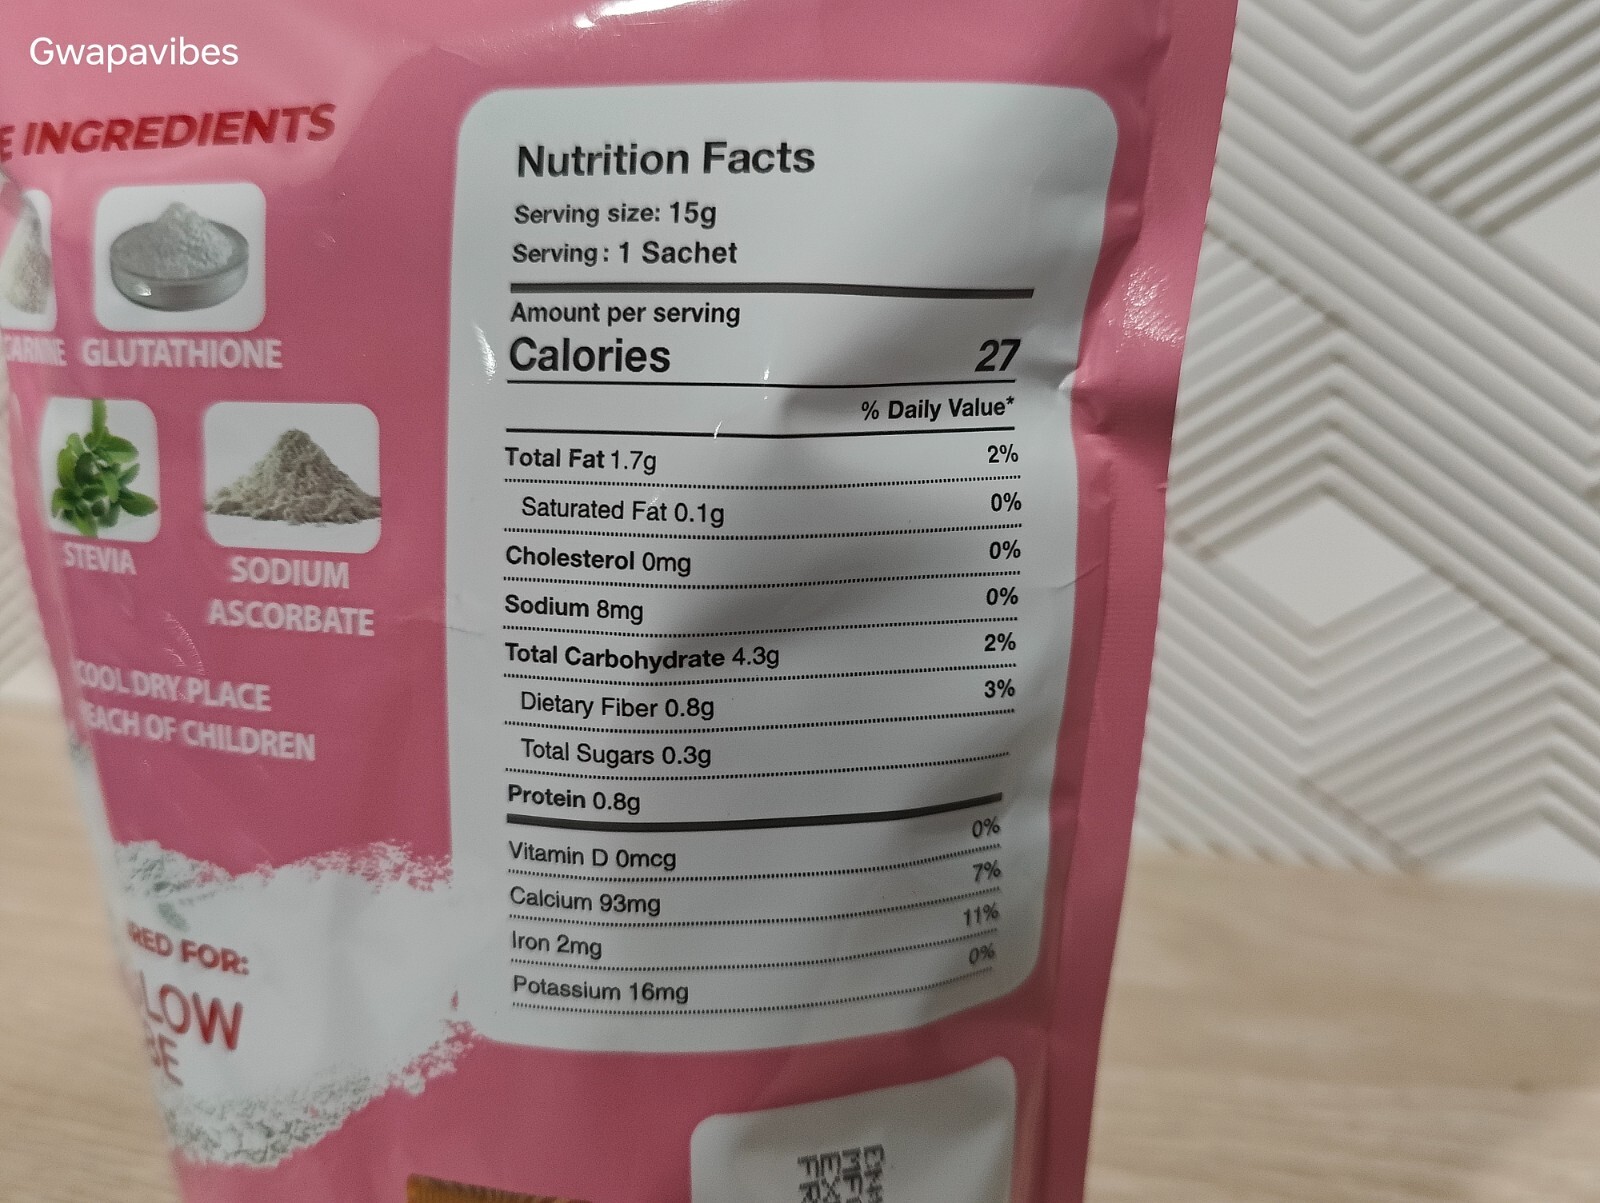 Gwapavibes
INGREDIENTS
GLUTATHIONE
STEVIA
SODIUM
ASCORBATE
COOL DRY PLACE
OF CHILDREN
FOR:
Nutrition Facts
Serving size: 15g
Serving: 1 Sachet
Amount per serving
Calories 27
% Daily Value*
Total Fat 1.7g 2%
Saturated Fat 0.1g 0%
Cholesterol 0mg 0%
Sodium 8mg 0%
Total Carbohydrate 4.3g 2%
Dietary Fiber 0.8g 3%
Total Sugars 0.3g
Protein 0.8g
Vitamin D 0mcg 0%
Calcium 93mg 7%
Iron 2mg 11%
Potassium 16mg 0%